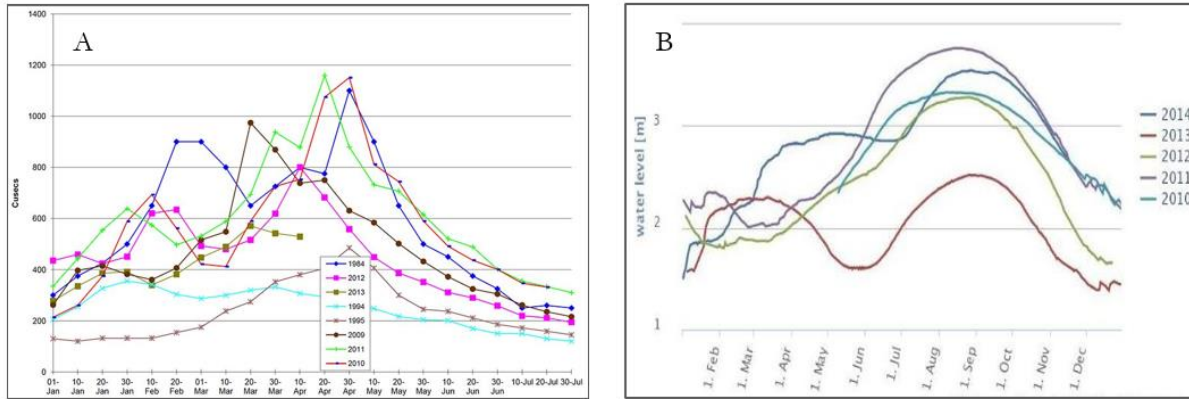 A
1400
1200
1000
800
600
400
200
0
Cusecs
01-Jan
10-Jan
20-Jan
30-Jan
10-Feb
20-Feb
01-Mar
10-Mar
20-Mar
30-Mar
10-Apr
20-Apr
30-Apr
10-May
20-May
30-May
10-Jun
20-Jun
30-Jun
10-Jul
20-Jul
30-Jul
1984
2012
2013
1994
1995
2009
2011
2010
B
water level [m]
3
2
1
1. Feb
1. Mar
1. Apr
1. May
1. Jun
1. Jul
1. Aug
1. Sep
1. Oct
1. Nov
1. Dec
2014
2013
2012
2011
2010